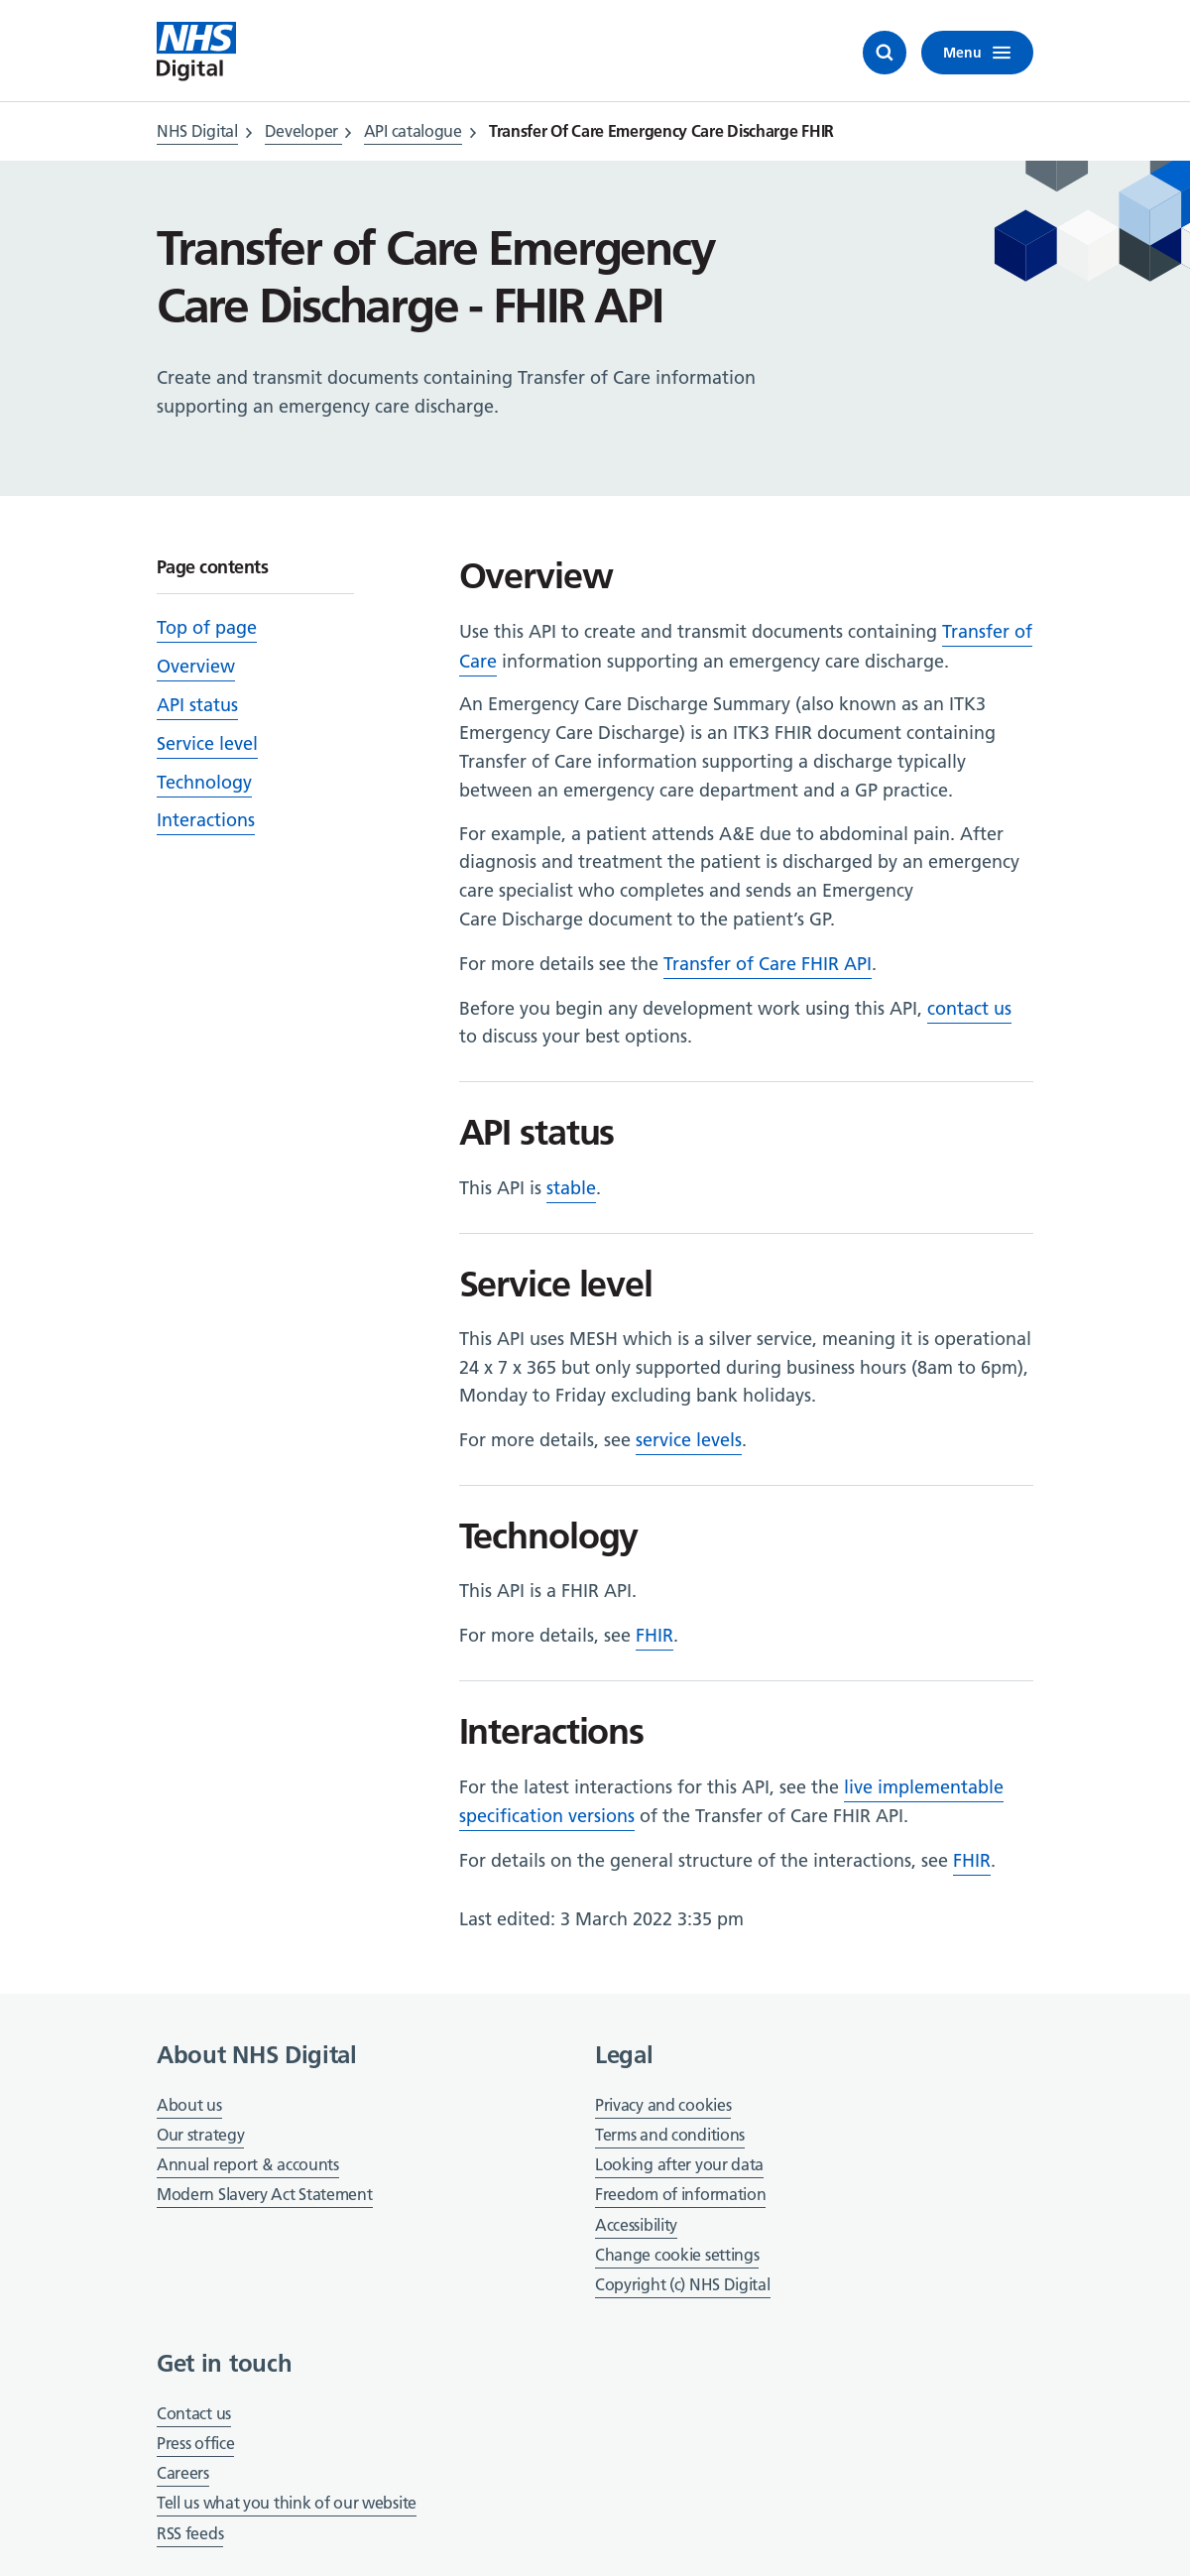 NHS
Digital
Menu
NHS Digital
Developer
API catalogue
Transfer Of Care Emergency Care Discharge FHIR
Transfer of Care Emergency
Care Discharge - FHIR API
Create and transmit documents containing Transfer of Care information
supporting an emergency care discharge.
Page contents
Top of page
Overview
API status
Service level
Technology
Interactions
Overview
Use this API to create and transmit documents containing Transfer of
Care information supporting an emergency care discharge.
An Emergency Care Discharge Summary (also known as an ITK3
Emergency Care Discharge) is an ITK3 FHIR document containing
Transfer of Care information supporting a discharge typically
between an emergency care department and a GP practice.
For example, a patient attends A&E due to abdominal pain. After
diagnosis and treatment the patient is discharged by an emergency
care specialist who completes and sends an Emergency
Care Discharge document to the patient’s GP.
For more details see the Transfer of Care FHIR API.
Before you begin any development work using this API, contact us
to discuss your best options.
API status
This API is stable.
Service level
This API uses MESH which is a silver service, meaning it is operational
24 x 7 x 365 but only supported during business hours (8am to 6pm),
Monday to Friday excluding bank holidays.
For more details, see service levels.
Technology
This API is a FHIR API.
For more details, see FHIR.
Interactions
For the latest interactions for this API, see the live implementable
specification versions of the Transfer of Care FHIR API.
For details on the general structure of the interactions, see FHIR.
Last edited: 3 March 2022 3:35 pm
About NHS Digital
About us
Our strategy
Annual report & accounts
Modern Slavery Act Statement
Legal
Privacy and cookies
Terms and conditions
Looking after your data
Freedom of information
Accessibility
Change cookie settings
Copyright (c) NHS Digital
Get in touch
Contact us
Press office
Careers
Tell us what you think of our website
RSS feeds